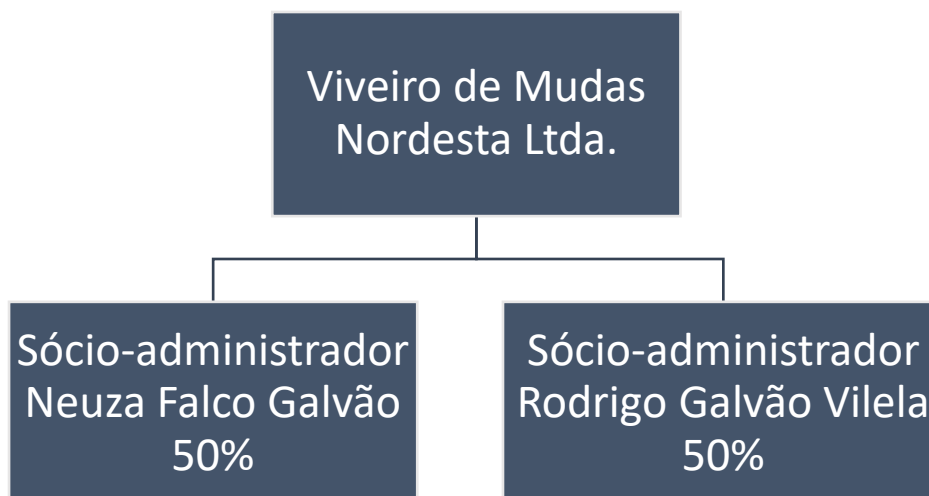 Viveiro de Mudas
Nordesta Ltda.
Sócio-administrador
Neuza Falco Galvão
50%
Sócio-administrador
Rodrigo Galvão Vilela
50%